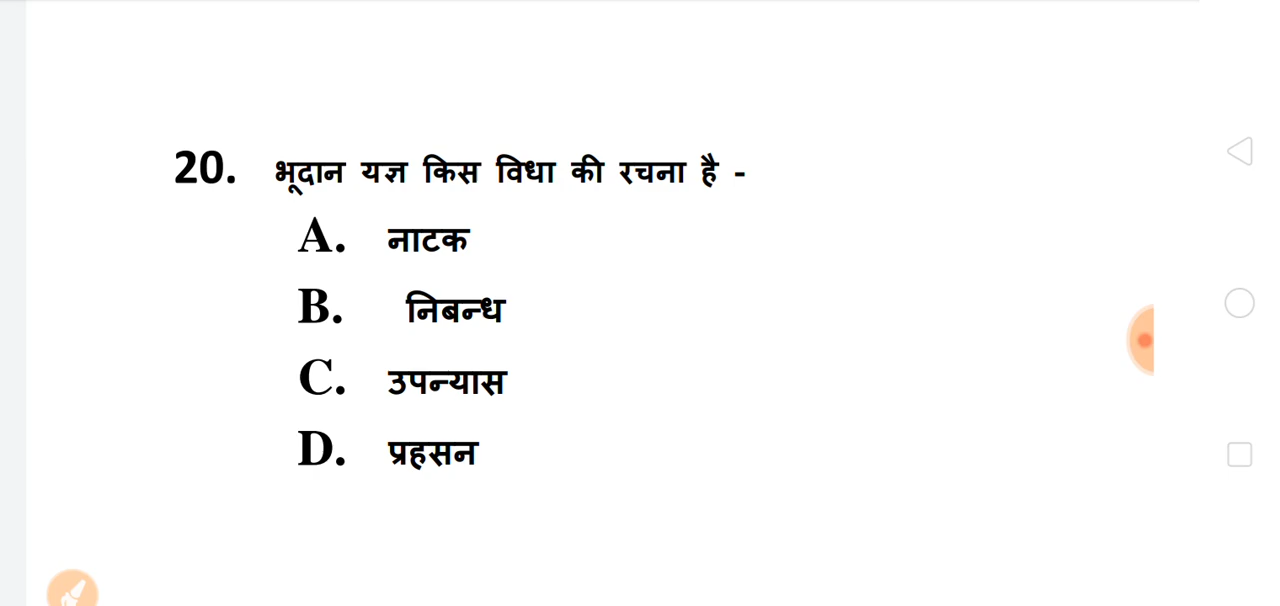 20. भूदान यज्ञ किस विधा की रचना है -
A. नाटक
B. निबन्ध
C. उपन्यास
D. प्रहसन